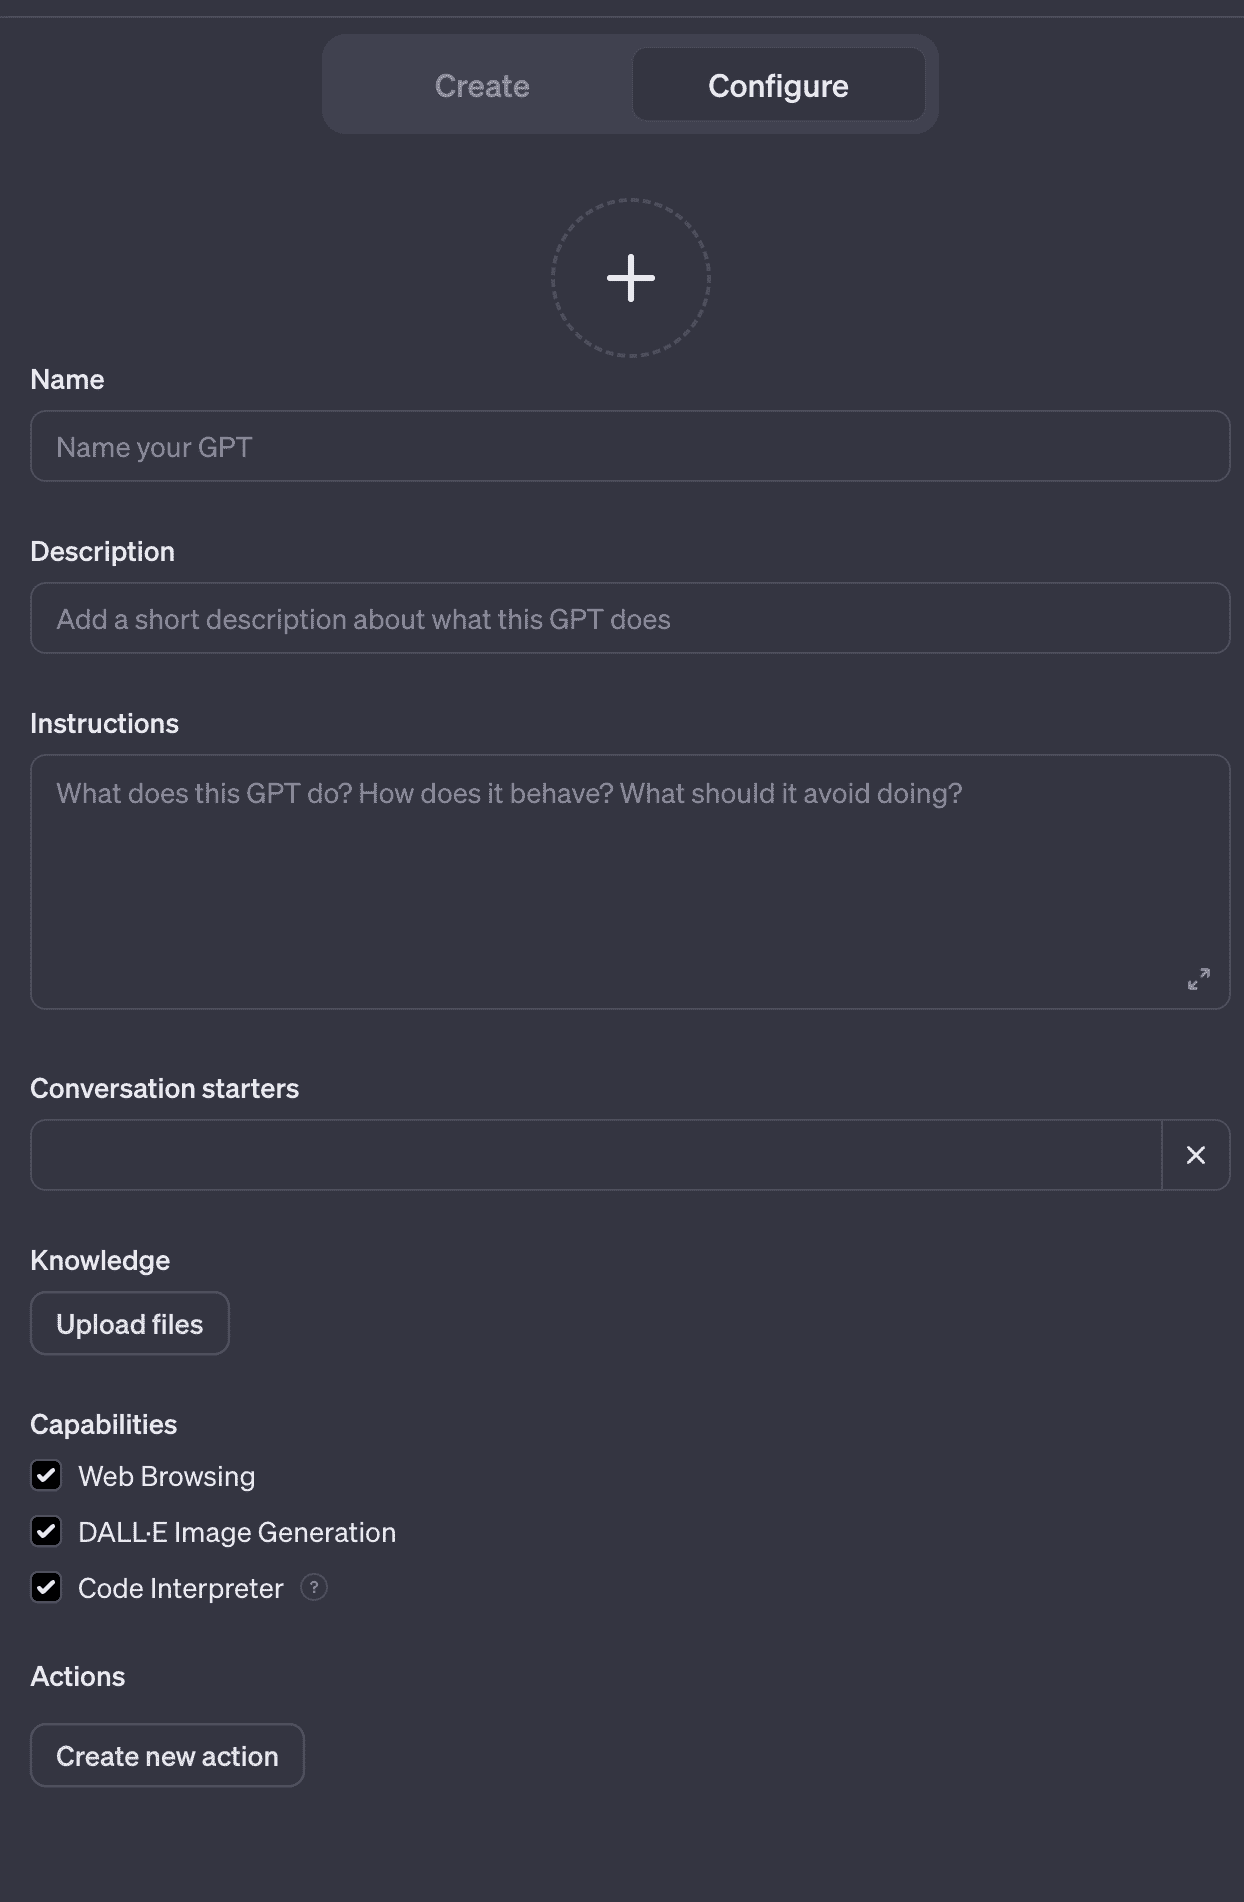 Create
Configure
Name
Name your GPT
Description
Add a short description about what this GPT does
Instructions
What does this GPT do? How does it behave? What should it avoid doing?
Conversation starters
Knowledge
Upload files
Capabilities
Web Browsing
DALL·E Image Generation
Code Interpreter ?
Actions
Create new action